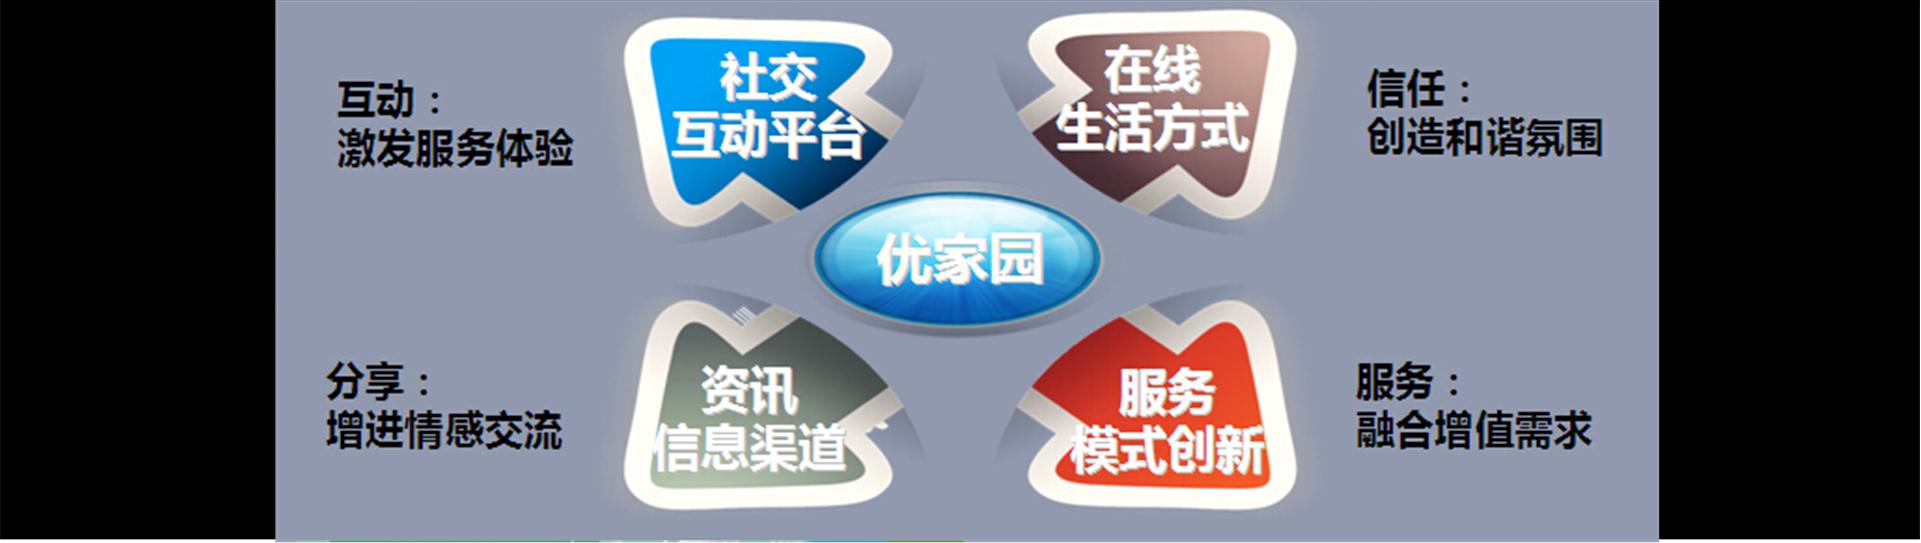 互动：
激发服务体验
社交
互动平台
在线
生活方式
信任：
创造和谐氛围
优家园
分享：
增进情感交流
资讯
信息渠道
服务
模式创新
服务：
融合增值需求